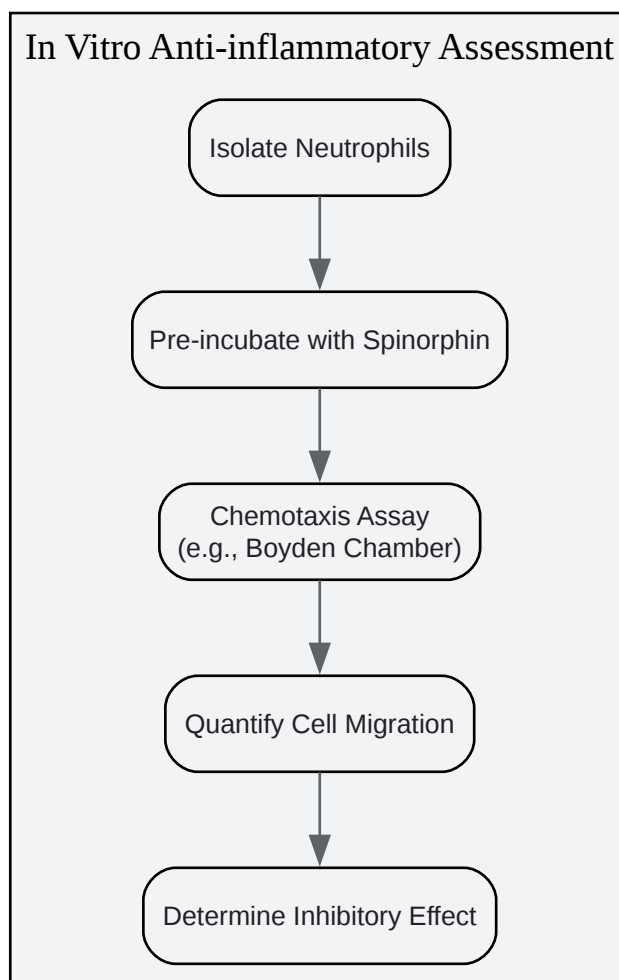 In Vitro Anti-inflammatory Assessment
Isolate Neutrophils
Pre-incubate with Spinorphin
Chemotaxis Assay
(e.g., Boyden Chamber)
Quantify Cell Migration
Determine Inhibitory Effect